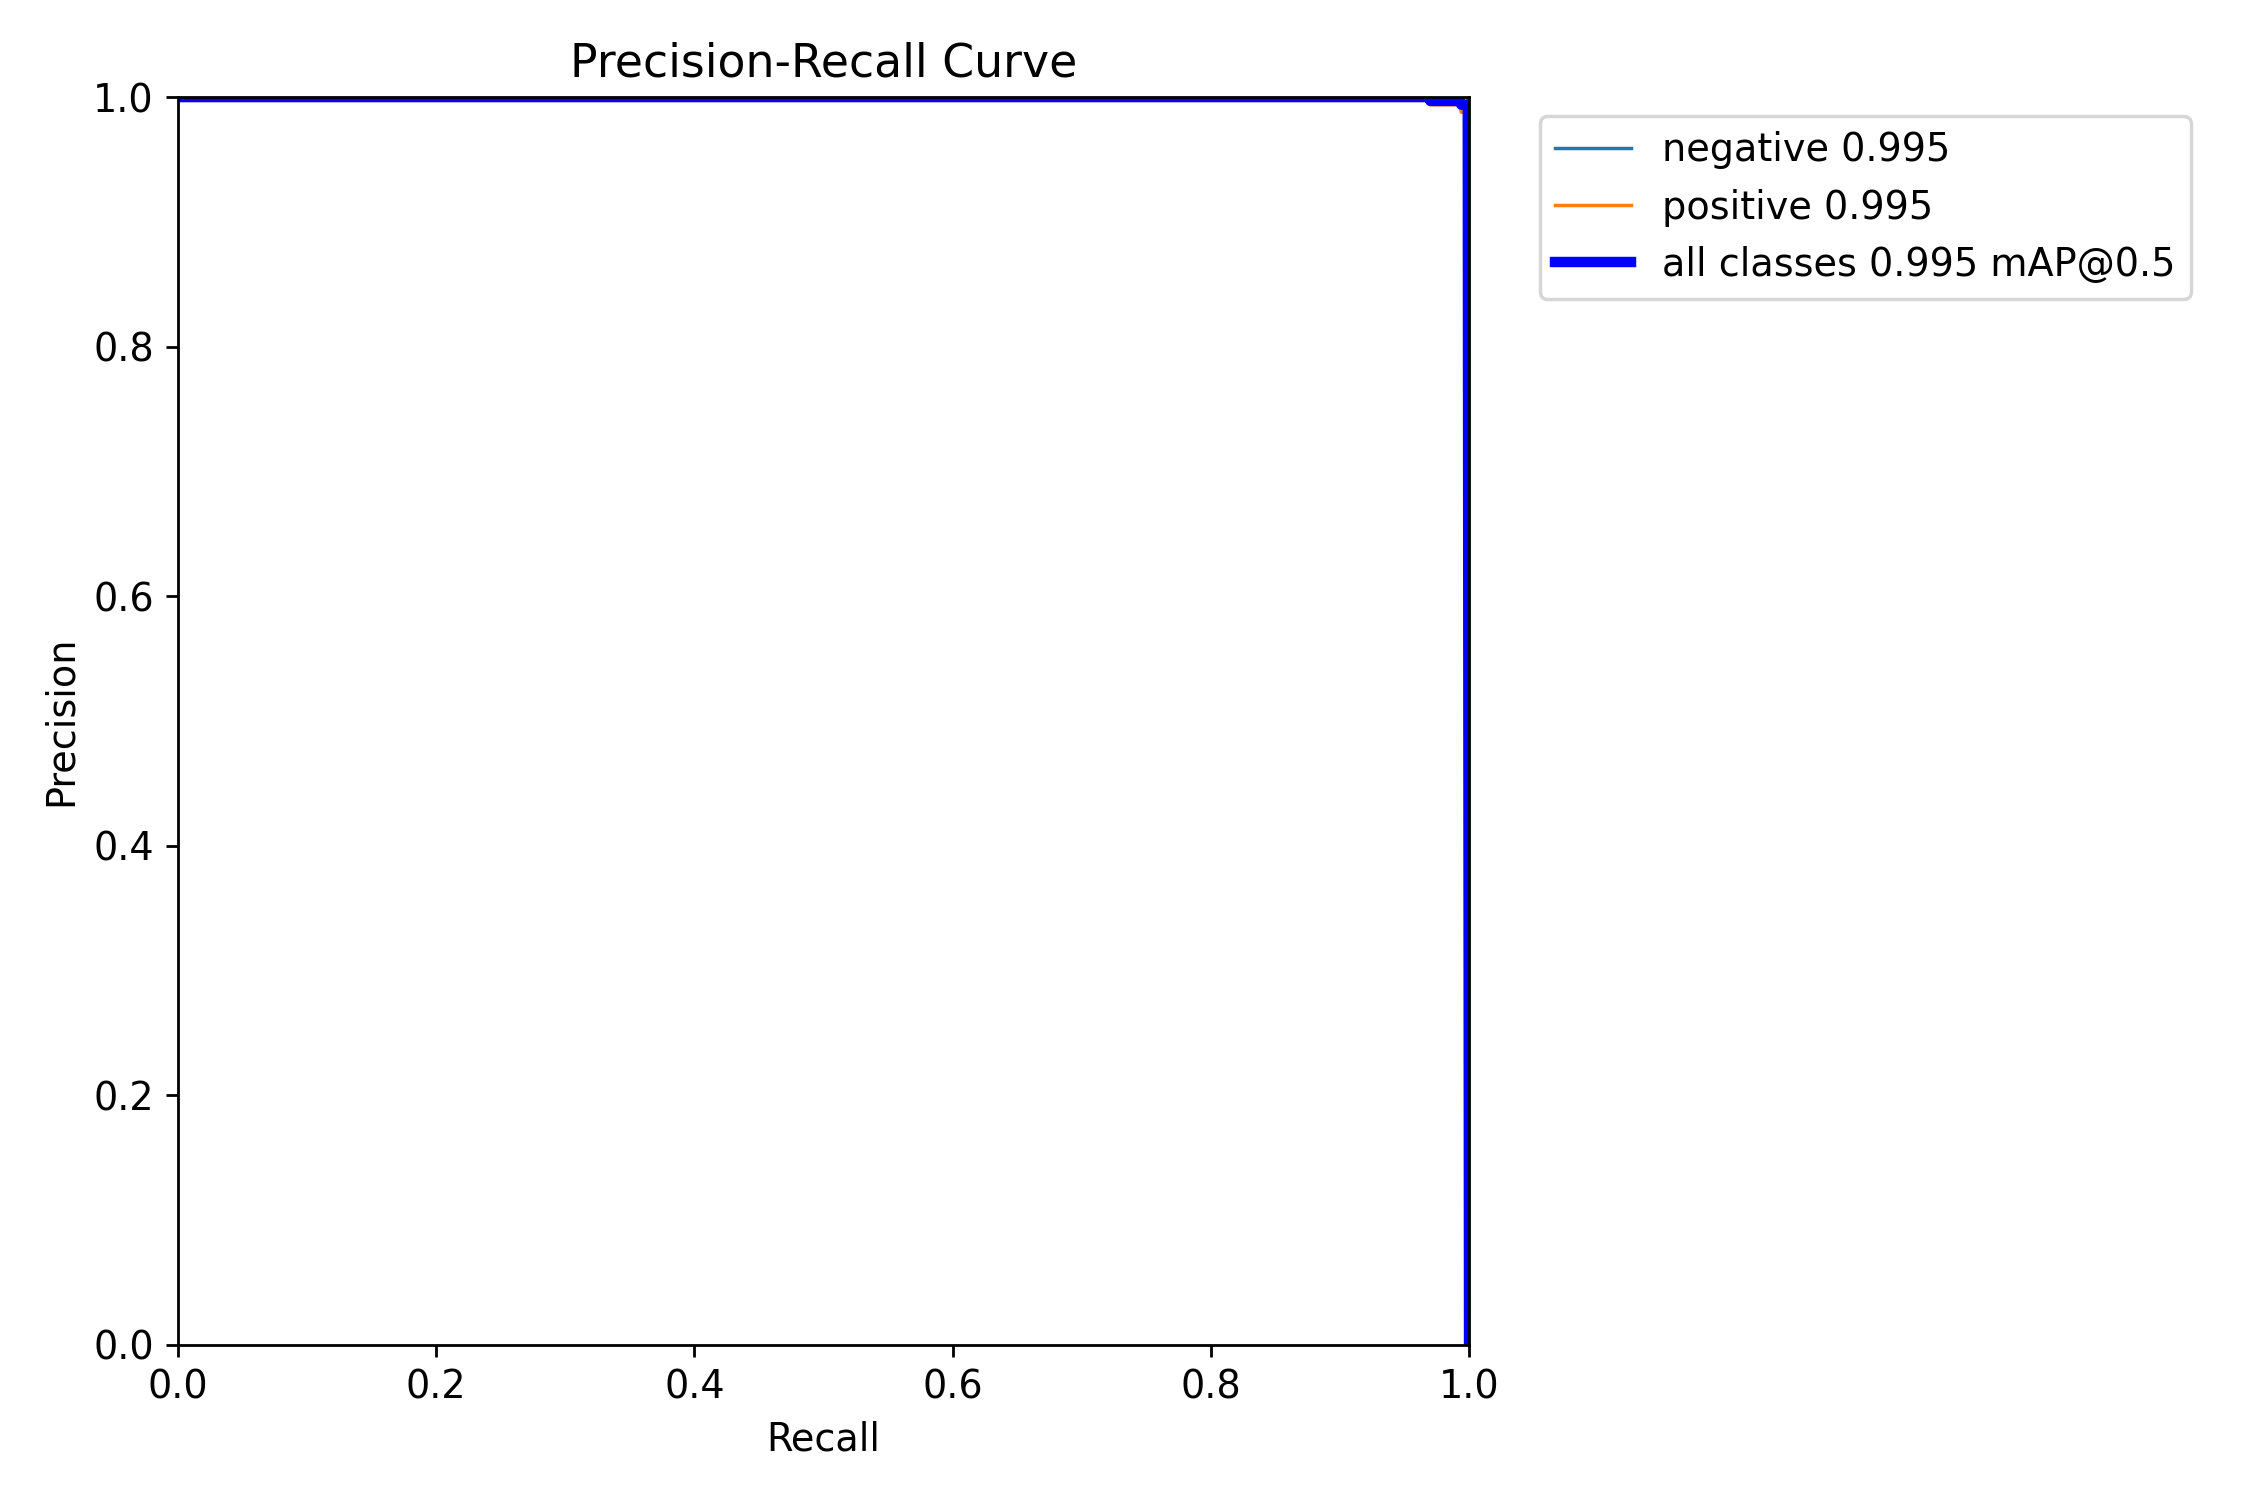 Precision-Recall Curve
negative 0.995
positive 0.995
all classes 0.995 mAP@0.5
1.0
0.8
0.6
0.4
0.2
0.0
Precision
0.0 0.2 0.4 0.6 0.8 1.0
Recall